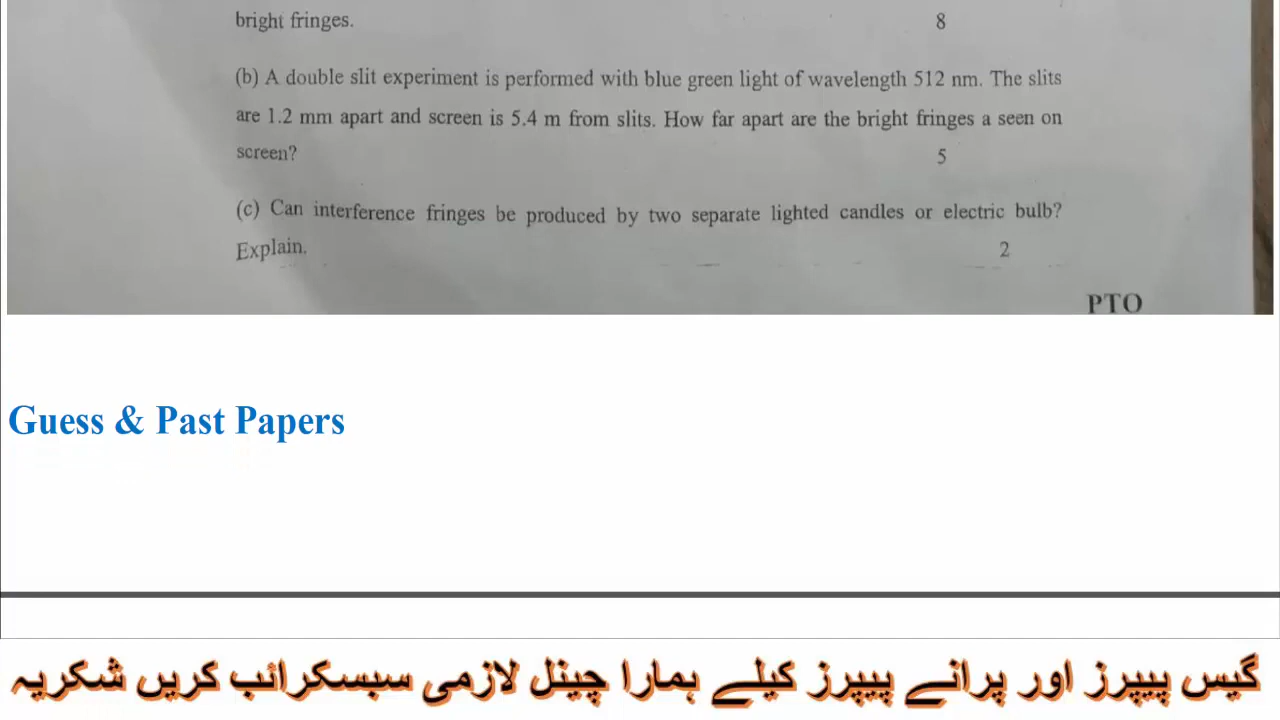 bright fringes. 8
(b) A double slit experiment is performed with blue green light of wavelength 512 nm. The slits
are 1.2 mm apart and screen is 5.4 m from slits. How far apart are the bright fringes a seen on
screen? 5
(c) Can interference fringes be produced by two separate lighted candles or electric bulb?
Explain. 2
PTO
Guess & Past Papers
گیس پیپرز اور پرانے پیپرز کیلے ہمارا چینل لازمی سبسکرائب کریں شکریہ